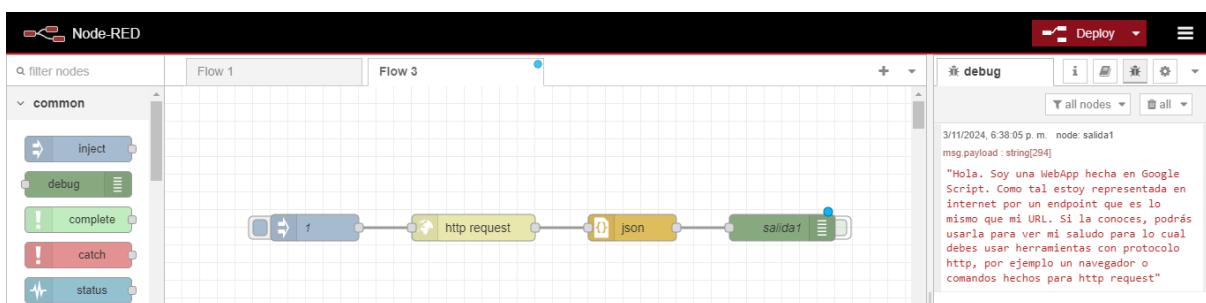 Node-RED
Deploy
filter nodes
Flow 1
Flow 3
debug
i
common
all nodes
all
inject
debug
complete
catch
status
1
http request
{} json
salida1
3/11/2024, 6:38:05 p. m. node: salida1
msg.payload : string[294]
"Hola. Soy una WebApp hecha en Google
Script. Como tal estoy representada en
internet por un endpoint que es lo
mismo que mi URL. Si la conoces, podrás
usarla para ver mi saludo para lo cual
debes usar herramientas con protocolo
http, por ejemplo un navegador o
comandos hechos para http request"